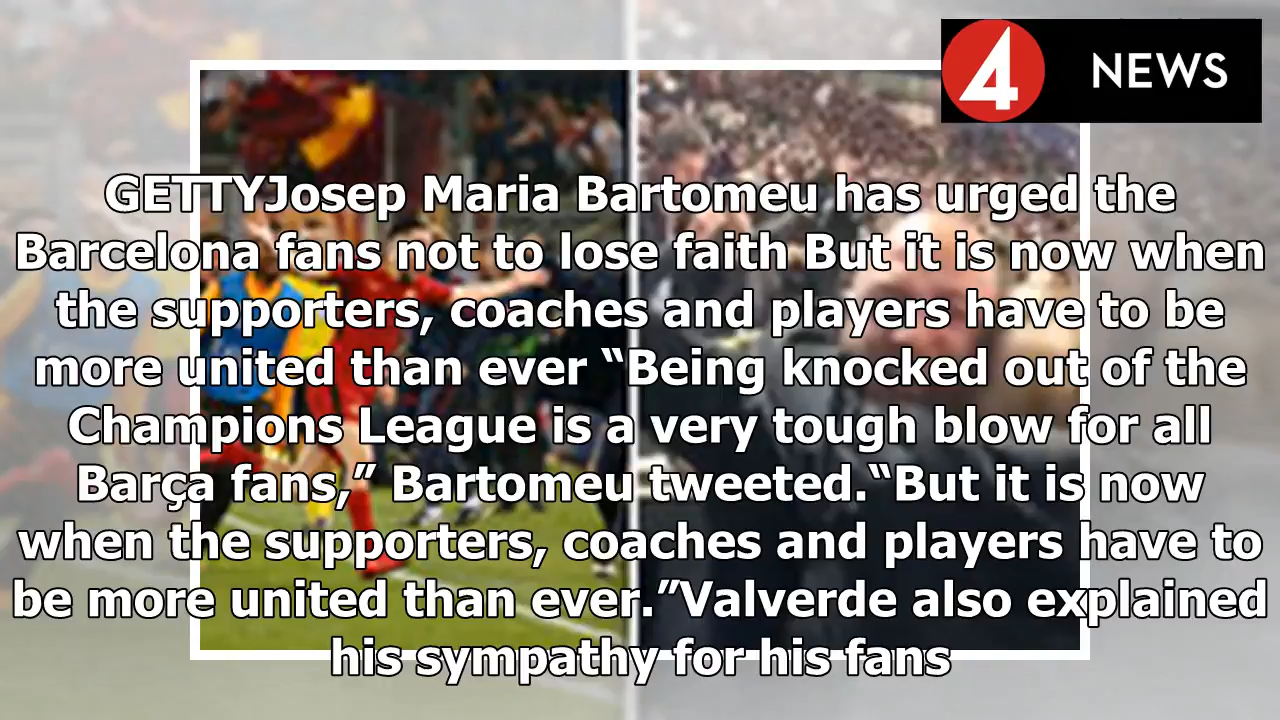 4 NEWS
GETTYJosep Maria Bartomeu has urged the
Barcelona fans not to lose faith But it is now when
the supporters, coaches and players have to be
more united than ever “Being knocked out of the
Champions League is a very tough blow for all
Barça fans,” Bartomeu tweeted.“But it is now
when the supporters, coaches and players have to
be more united than ever.”Valverde also explained
his sympathy for his fans